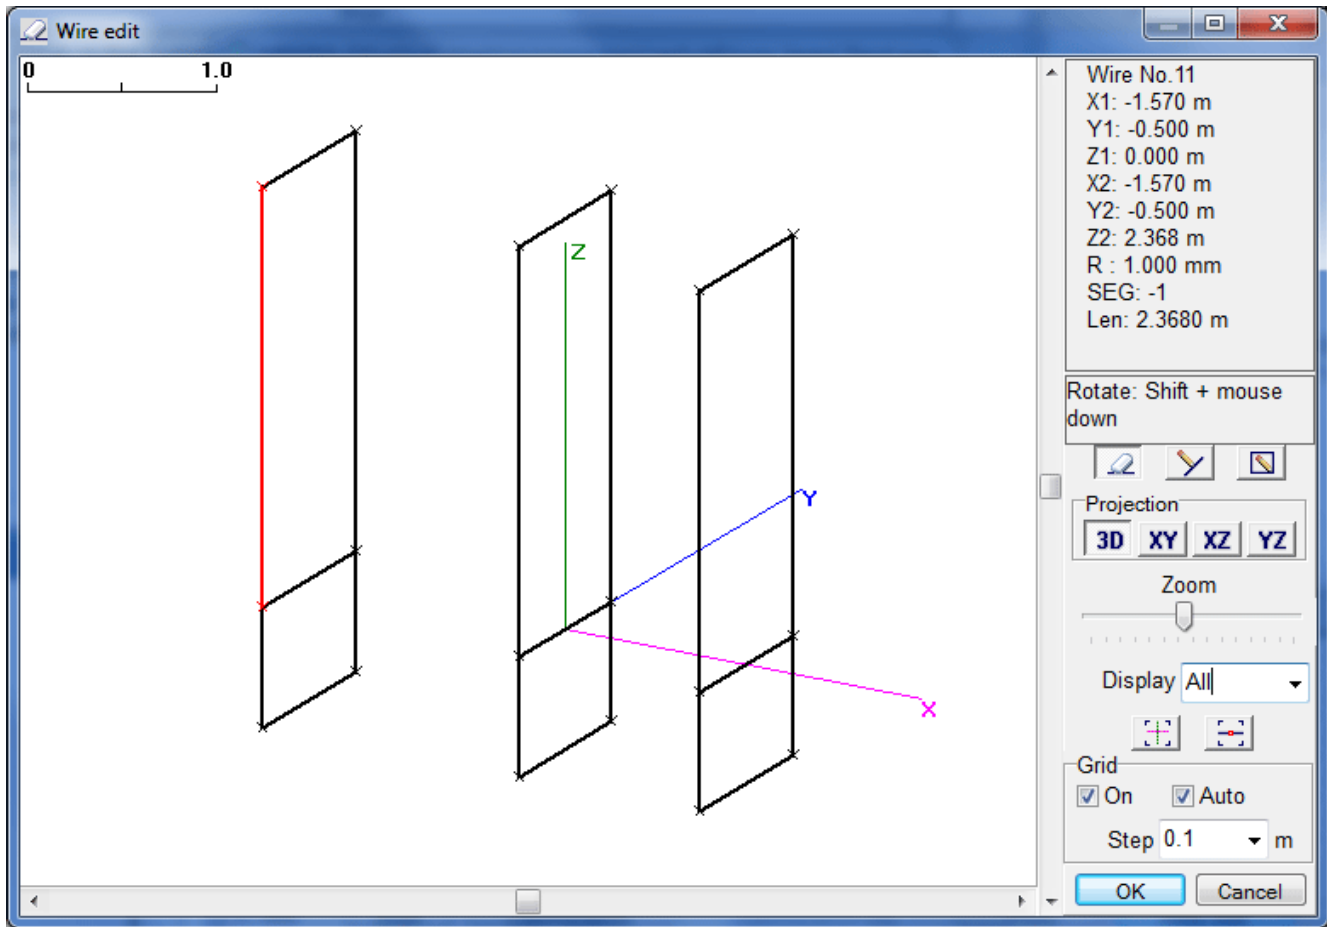 Wire edit
0 1.0
Z
Y
X
Wire No.11
X1: -1.570 m
Y1: -0.500 m
Z1: 0.000 m
X2: -1.570 m
Y2: -0.500 m
Z2: 2.368 m
R : 1.000 mm
SEG: -1
Len: 2.3680 m
Rotate: Shift + mouse
down
Projection
3D XY XZ YZ
Zoom
Display All
Grid
On Auto
Step 0.1 m
OK Cancel